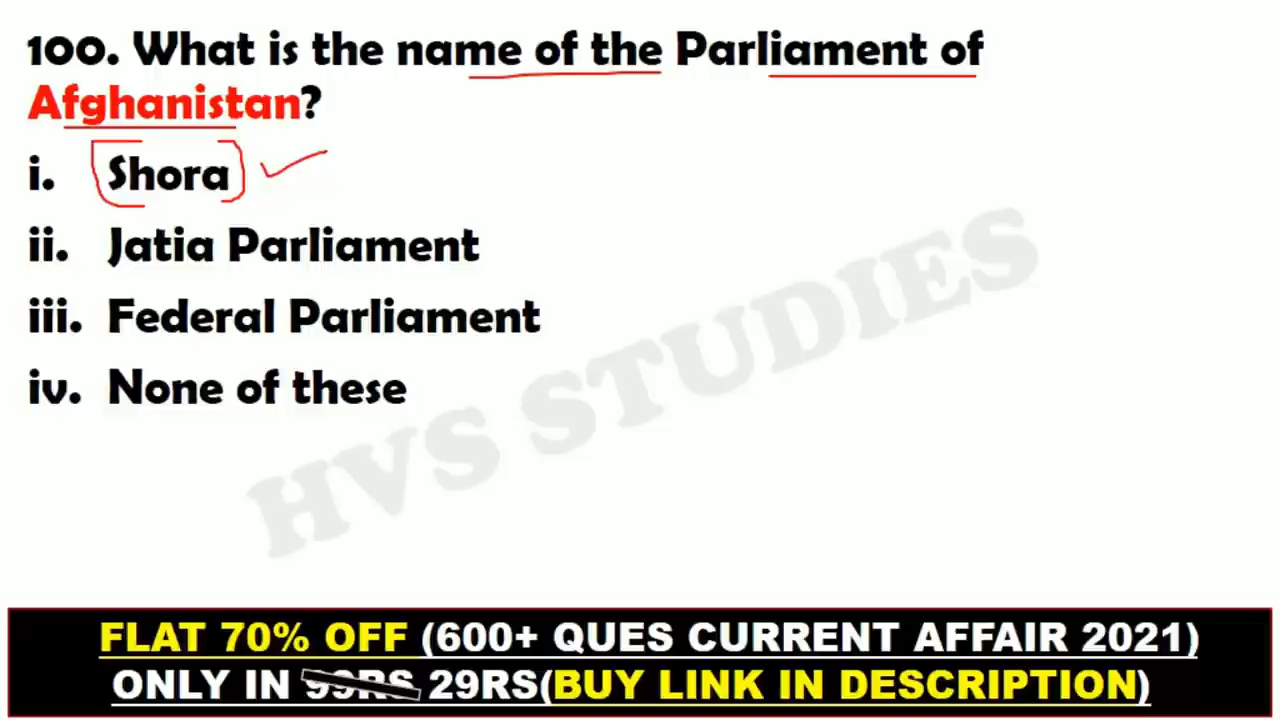 100. What is the name of the Parliament of
Afghanistan?
i. Shora
ii. Jatia Parliament
iii. Federal Parliament
iv. None of these
HVS STUDIES
FLAT 70% OFF (600+ QUES CURRENT AFFAIR 2021)
ONLY IN 99RS 29RS(BUY LINK IN DESCRIPTION)